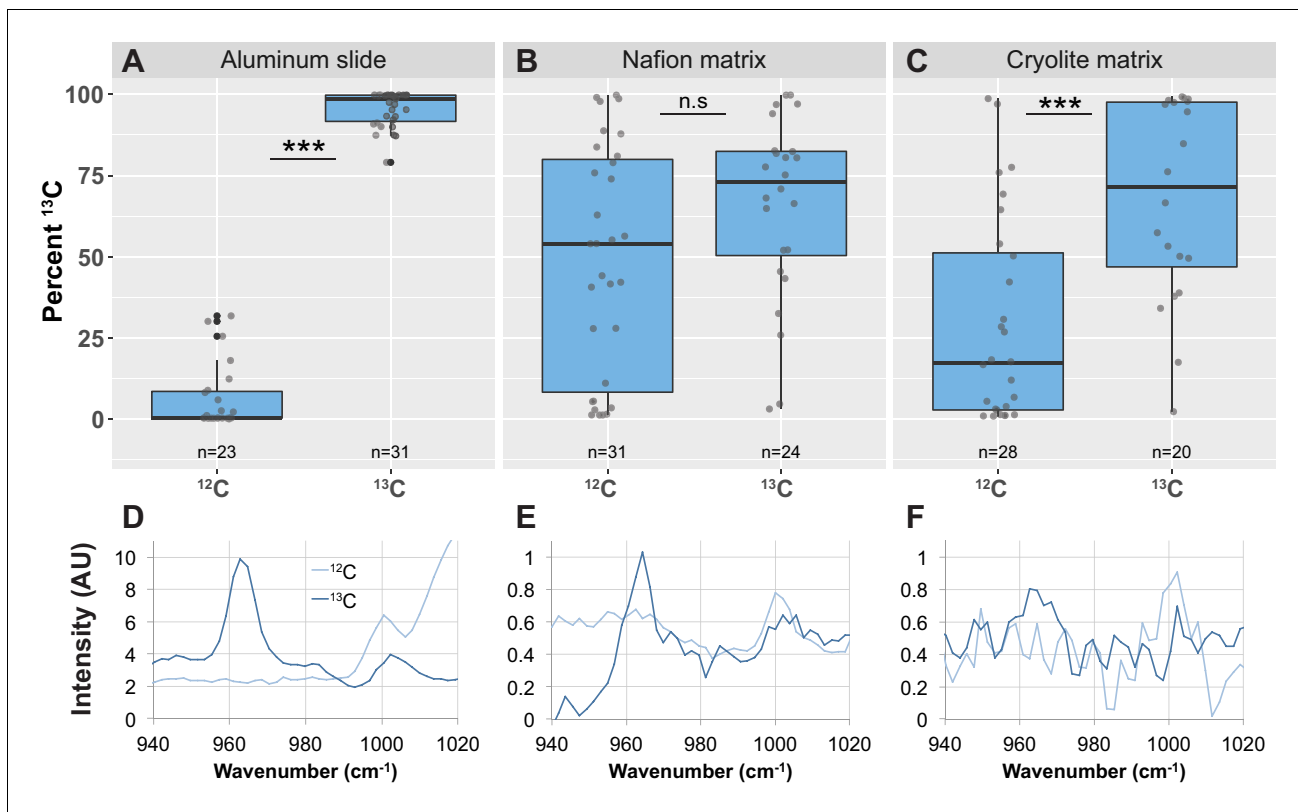 A Aluminum slide
B Nafion matrix
C Cryolite matrix
Percent ¹³C
100
75
50
25
0
***
n.s
***
n=23 n=31
n=31 n=24
n=28 n=20
¹²C ¹³C
¹²C ¹³C
¹²C ¹³C
D
Intensity (AU)
10
8
6
4
2
0
¹²C
¹³C
940 960 980 1000 1020
Wavenumber (cm⁻¹)
E
1
0.8
0.6
0.4
0.2
0
940 960 980 1000 1020
Wavenumber (cm⁻¹)
F
1
0.8
0.6
0.4
0.2
0
940 960 980 1000 1020
Wavenumber (cm⁻¹)